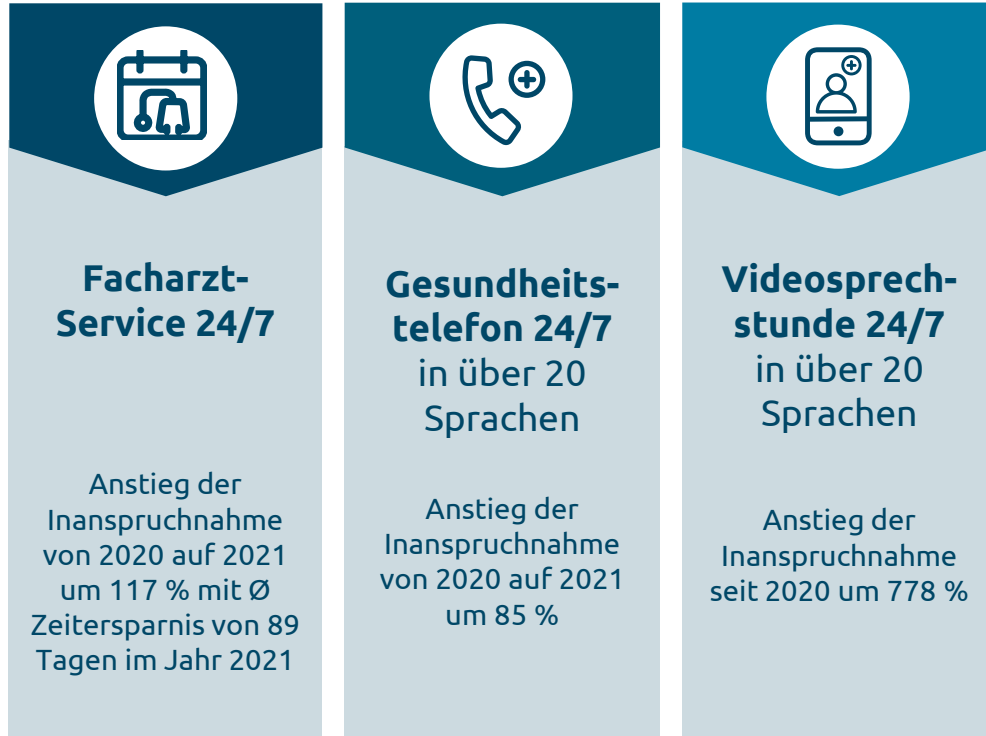 Facharzt-
Service 24/7
Anstieg der
Inanspruchnahme
von 2020 auf 2021
um 117 % mit Ø
Zeitersparnis von 89
Tagen im Jahr 2021
Gesundheits-
telefon 24/7
in über 20
Sprachen
Anstieg der
Inanspruchnahme
von 2020 auf 2021
um 85 %
Videosprech-
stunde 24/7
in über 20
Sprachen
Anstieg der
Inanspruchnahme
seit 2020 um 778 %